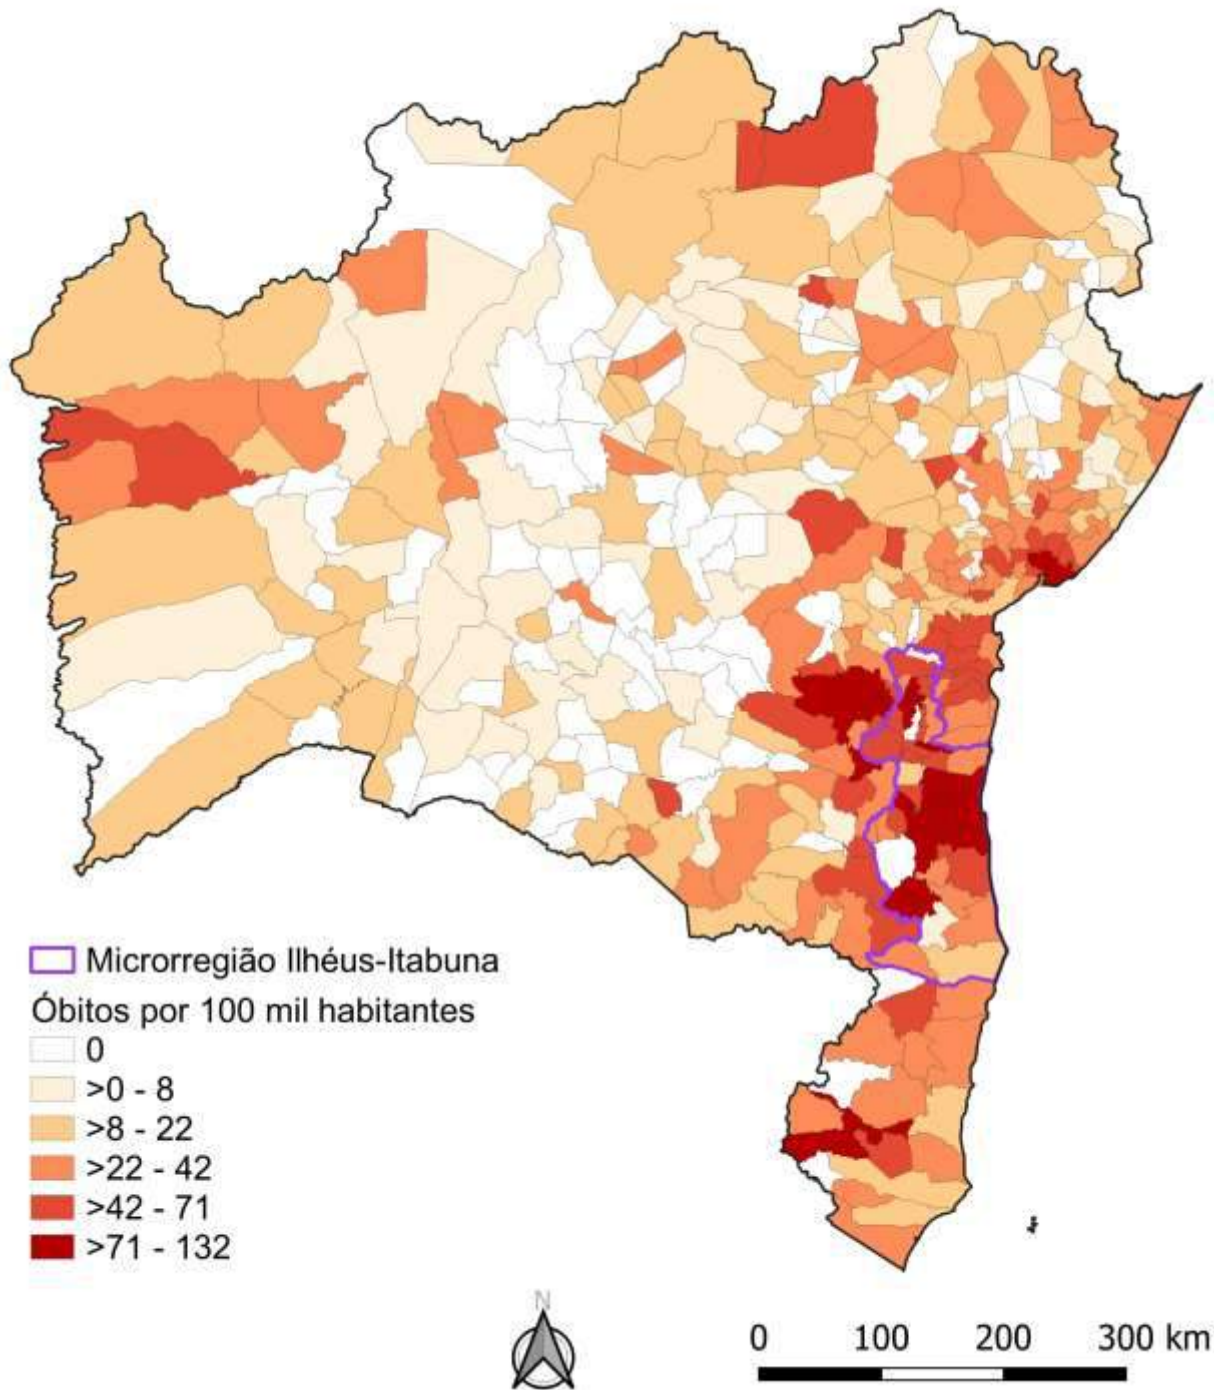 Microrregião Ilhéus-Itabuna
Óbitos por 100 mil habitantes
0
>0 - 8
>8 - 22
>22 - 42
>42 - 71
>71 - 132
N
0 100 200 300 km